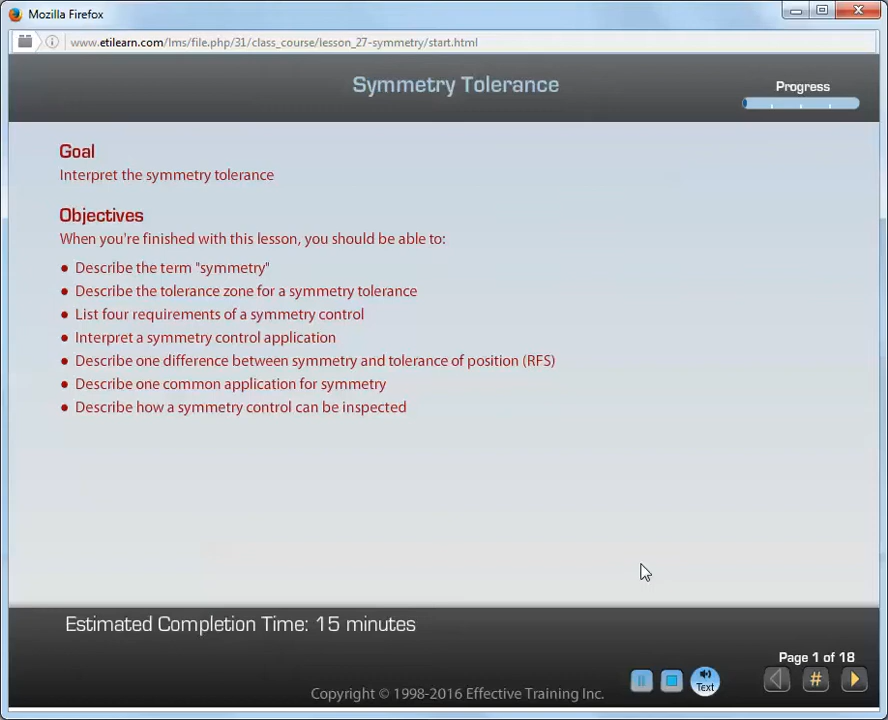 Mozilla Firefox
www.etilearn.com/lms/file.php/31/class_course/lesson_27-symmetry/start.html
Symmetry Tolerance
Progress
Goal
Interpret the symmetry tolerance
Objectives
When you're finished with this lesson, you should be able to:
• Describe the term "symmetry"
• Describe the tolerance zone for a symmetry tolerance
• List four requirements of a symmetry control
• Interpret a symmetry control application
• Describe one difference between symmetry and tolerance of position (RFS)
• Describe one common application for symmetry
• Describe how a symmetry control can be inspected
Estimated Completion Time: 15 minutes
Page 1 of 18
Text
#
Copyright © 1998-2016 Effective Training Inc.